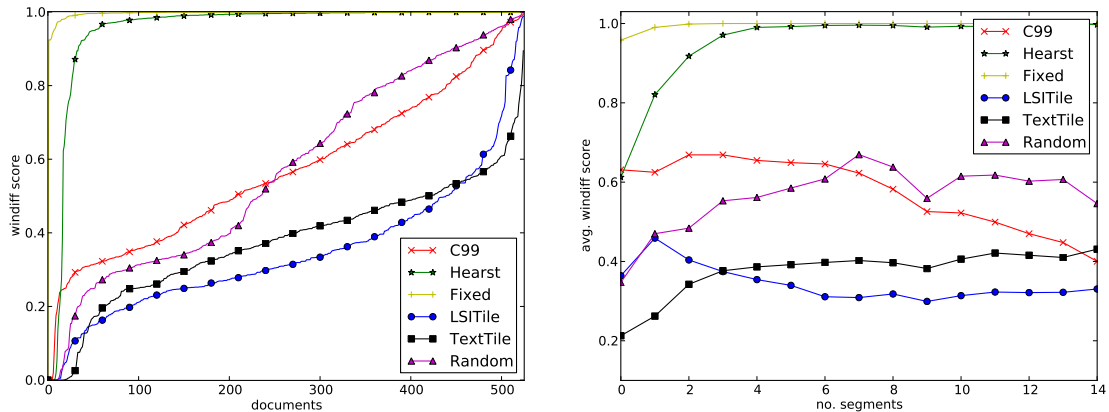 windiff score
1.0
0.8
0.6
0.4
0.2
0.0
0 100 200 300 400 500
documents
C99
Hearst
Fixed
LSITile
TextTile
Random
avg. windiff score
1.0
0.8
0.6
0.4
0.2
0 2 4 6 8 10 12 14
no. segments
C99
Hearst
Fixed
LSITile
TextTile
Random